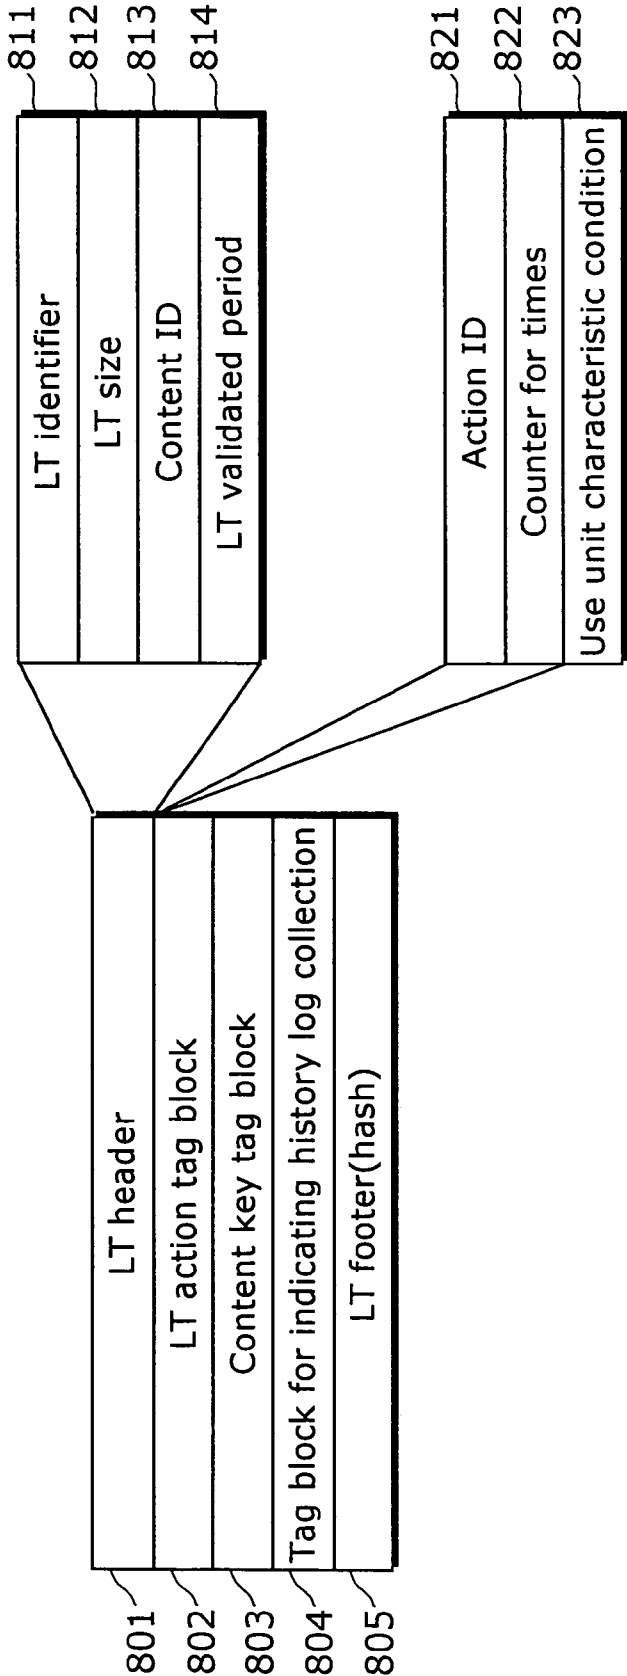 801
LT header
802
LT action tag block
803
Content key tag block
804
Tag block for indicating history log collection
805
LT footer(hash)
LT identifier
811
LT size
812
Content ID
813
LT validated period
814
Action ID
821
Counter for times
822
Use unit characteristic condition
823